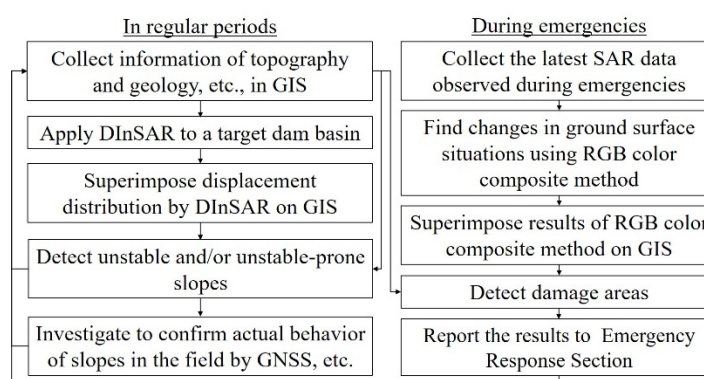 In regular periods
Collect information of topography
and geology, etc., in GIS
Apply DInSAR to a target dam basin
Superimpose displacement
distribution by DInSAR on GIS
Detect unstable and/or unstable-prone
slopes
Investigate to confirm actual behavior
of slopes in the field by GNSS, etc.
During emergencies
Collect the latest SAR data
observed during emergencies
Find changes in ground surface
situations using RGB color
composite method
Superimpose results of RGB color
composite method on GIS
Detect damage areas
Report the results to Emergency
Response Section